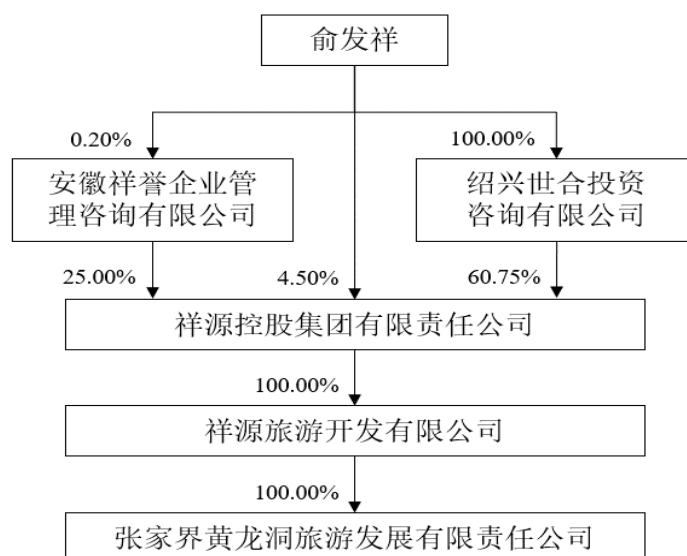 俞发祥
0.20%
100.00%
安徽祥誉企业管
理咨询有限公司
绍兴世合投资
咨询有限公司
25.00%
4.50%
60.75%
祥源控股集团有限责任公司
100.00%
祥源旅游开发有限公司
100.00%
张家界黄龙洞旅游发展有限责任公司